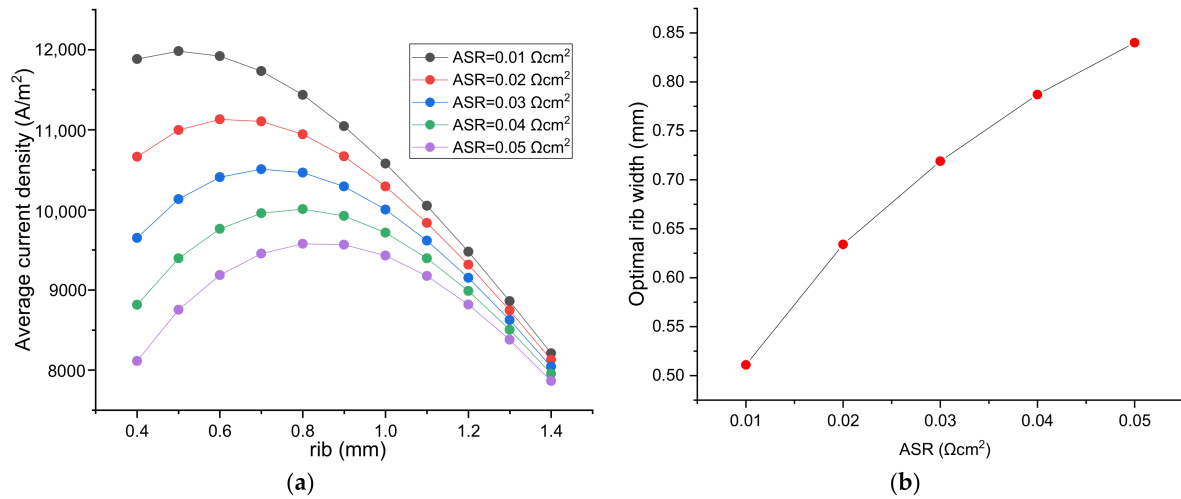 12,000
11,000
10,000
9000
8000
Average current density (A/m²)
0.4 0.6 0.8 1.0 1.2 1.4
rib (mm)
ASR=0.01 Ωcm²
ASR=0.02 Ωcm²
ASR=0.03 Ωcm²
ASR=0.04 Ωcm²
ASR=0.05 Ωcm²
(a)
0.85
0.80
0.85
0.70
0.65
0.60
0.55
0.50
Optimal rib width (mm)
0.01 0.02 0.03 0.04 0.05
ASR (Ωcm²)
(b)